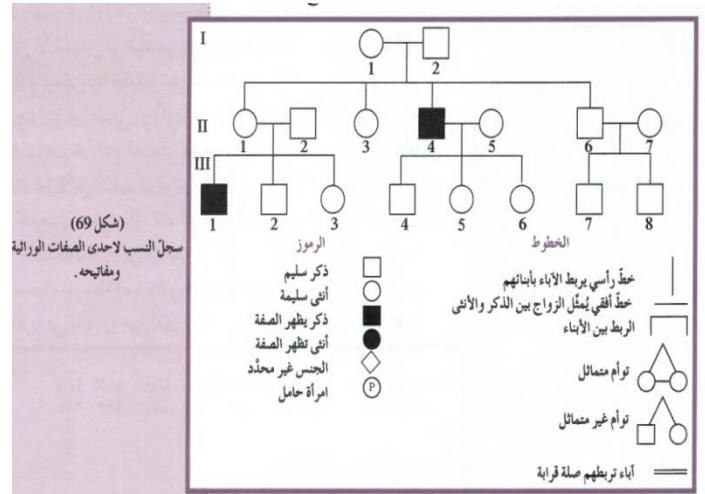 I
1
2
II
1
2
3
4
5
6
7
III
1
2
3
4
5
6
7
8
(شكل 69)
سجلّ النسب لاحدى الصفات الوراثية
ومفاتيحه.
الرموز
ذكر سليم
أنثى سليمة
ذكر يظهر الصفة
أنثى تظهر الصفة
الجنس غير محدَّد
امرأة حامل
P
الخطوط
خطّ رأسي يربط الآباء بأبنائهم
خطّ أفقي يُمثِّل الزواج بين الذكر والأنثى
الربط بين الأبناء
توأم متماثل
توأم غير متماثل
آباء تربطهم صلة قرابة